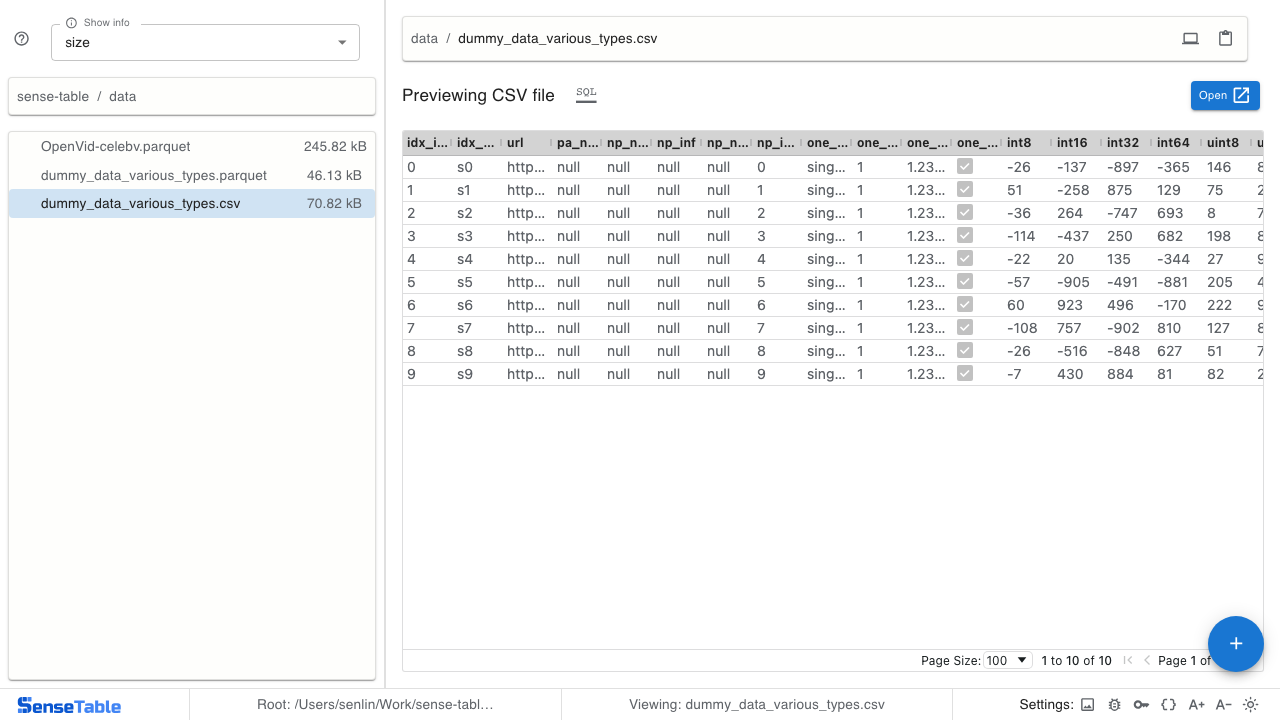 Show info
size
sense-table / data
OpenVid-celebv.parquet 245.82 kB
dummy_data_various_types.parquet 46.13 kB
dummy_data_various_types.csv 70.82 kB
data / dummy_data_various_types.csv
Previewing CSV file SQL
Open
idx_i... idx_... url pa_n... np_n... np_inf np_n... np_i... one_... one_... one_... one_... int8 int16 int32 int64 uint8
0 s0 http... null null null null 0 sing... 1 1.23... -26 -137 -897 -365 146 8
1 s1 http... null null null null 1 sing... 1 1.23... 51 -258 875 129 75 2
2 s2 http... null null null null 2 sing... 1 1.23... -36 264 -747 693 8 7
3 s3 http... null null null null 3 sing... 1 1.23... -114 -437 250 682 198 8
4 s4 http... null null null null 4 sing... 1 1.23... -22 20 135 -344 27 9
5 s5 http... null null null null 5 sing... 1 1.23... -57 -905 -491 -881 205 4
6 s6 http... null null null null 6 sing... 1 1.23... 60 923 496 -170 222 9
7 s7 http... null null null null 7 sing... 1 1.23... -108 757 -902 810 127 8
8 s8 http... null null null null 8 sing... 1 1.23... -26 -516 -848 627 51 7
9 s9 http... null null null null 9 sing... 1 1.23... -7 430 884 81 82 2
Page Size: 100 1 to 10 of 10 Page 1 of
+
SenseTable Root: /Users/senlin/Work/sense-tabl... Viewing: dummy_data_various_types.csv Settings: A+ A-